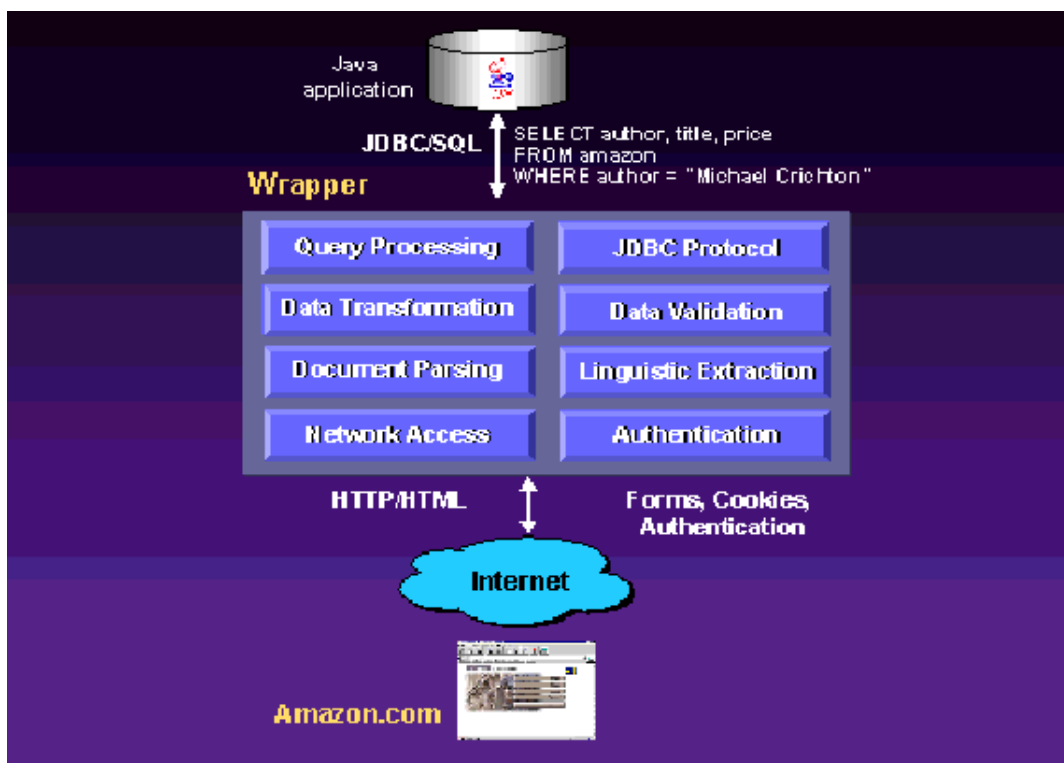 Java
application
JDBC/SQL
SELECT author, title, price
FROM amazon
WHERE author = "Michael Crichton"
Wrapper
Query Processing
JDBC Protocol
Data Transformation
Data Validation
Document Parsing
Linguistic Extraction
Network Access
Authentication
HTTP/HTML
Forms, Cookies,
Authentication
Internet
Amazon.com